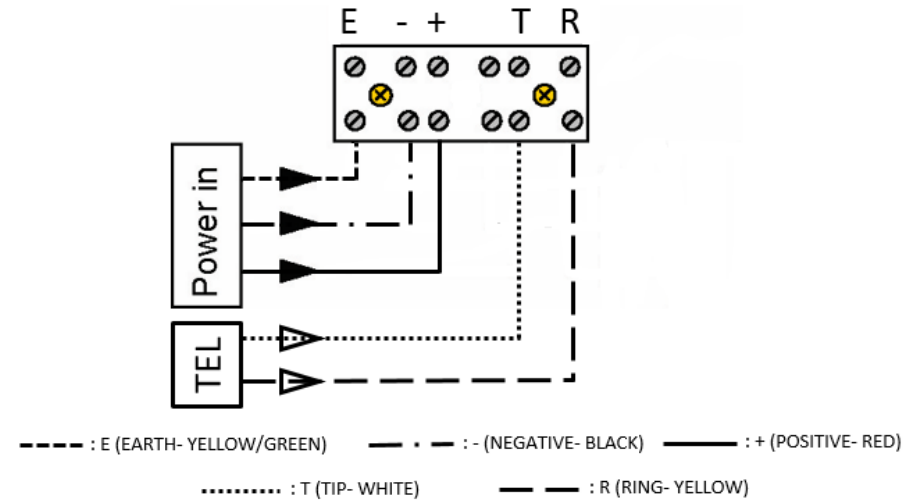 E - + T R
Power in
TEL
: E (EARTH- YELLOW/GREEN) : - (NEGATIVE- BLACK) : + (POSITIVE- RED)
: T (TIP- WHITE) : R (RING- YELLOW)